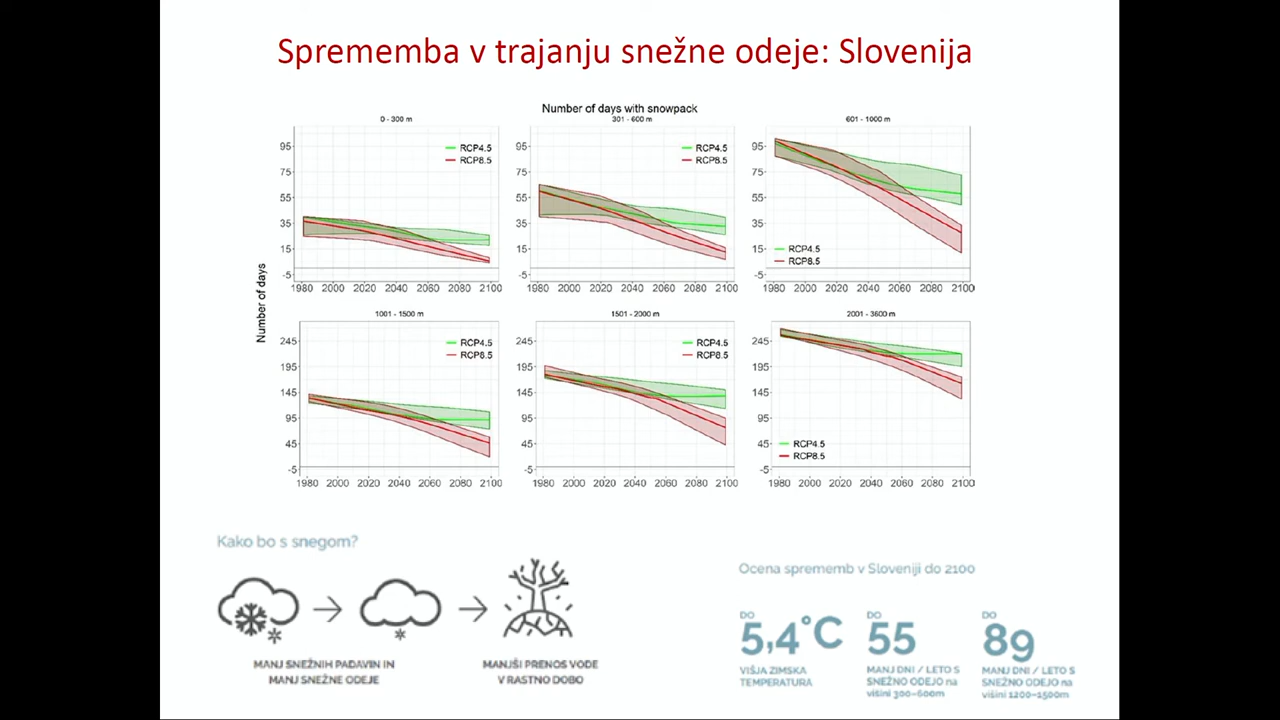 Sprememba v trajanju snežne odeje: Slovenija
Number of days with snowpack
0 - 300 m
301 - 600 m
601 - 1000 m
95
75
55
35
15
-5
RCP4.5
RCP8.5
1980 2000 2020 2040 2060 2080 2100
95
75
55
35
15
-5
RCP4.5
RCP8.5
1980 2000 2020 2040 2060 2080 2100
95
75
55
35
15
-5
RCP4.5
RCP8.5
1980 2000 2020 2040 2060 2080 2100
Number of days
1001 - 1500 m
1501 - 2000 m
2001 - 3600 m
245
195
145
95
45
-5
RCP4.5
RCP8.5
1980 2000 2020 2040 2060 2080 2100
245
195
145
95
45
-5
RCP4.5
RCP8.5
1980 2000 2020 2040 2060 2080 2100
245
195
145
95
45
-5
RCP4.5
RCP8.5
1980 2000 2020 2040 2060 2080 2100
Kako bo s snegom?
MANJ SNEŽNIH PADAVIN IN
MANJ SNEŽNE ODEJE
MANJŠI PRENOS VODE
V RASTNO DOBO
Ocena sprememb v Sloveniji do 2100
DO
5,4°C
VIŠJA ZIMSKA
TEMPERATURA
DO
55
MANJ DNI / LETO S
SNEŽNO ODEJO na
višini 300-600m
DO
89
MANJ DNI / LETO S
SNEŽNO ODEJO na
višini 1200-1500m